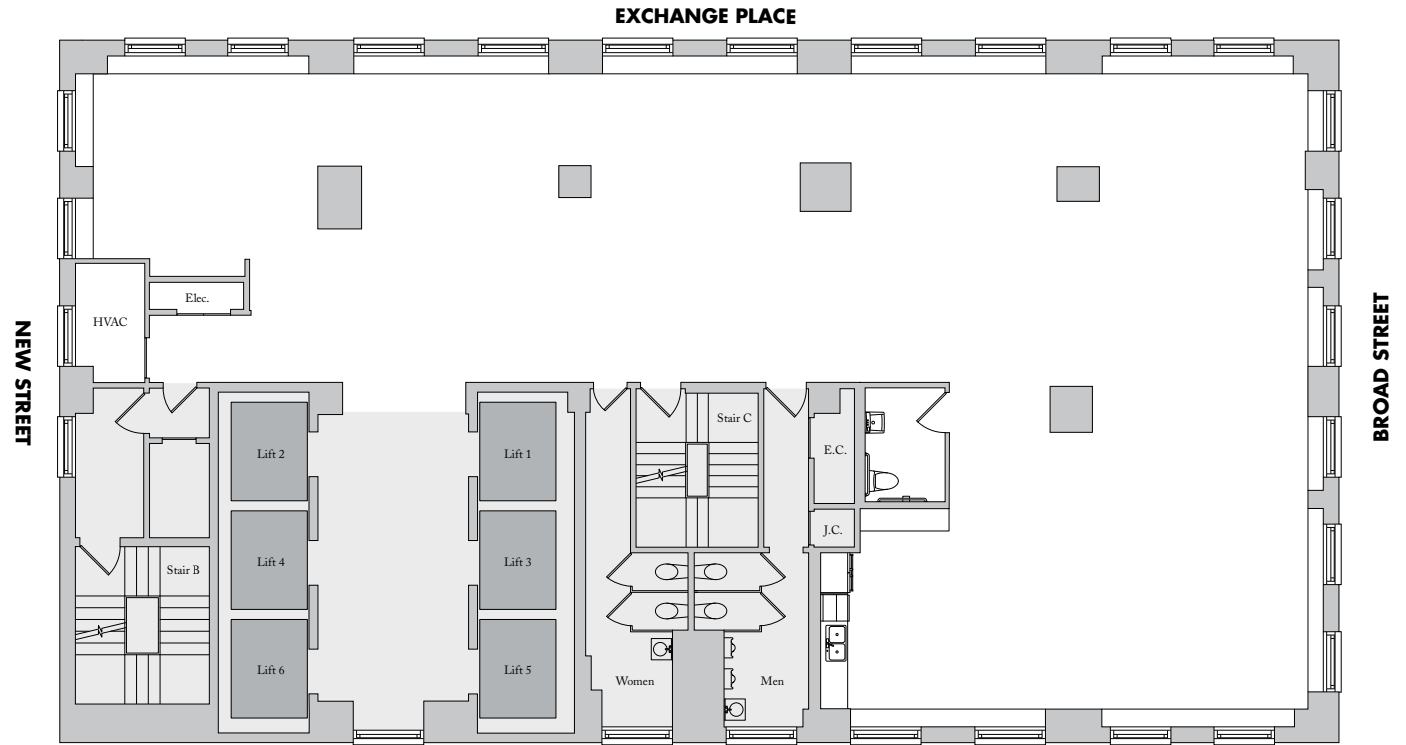 EXCHANGE PLACE
NEW STREET
BROAD STREET
Elec.
HVAC
Stair C
Lift 2
Lift 1
E.C.
J.C.
Stair B
Lift 4
Lift 3
Lift 6
Lift 5
Women
Men